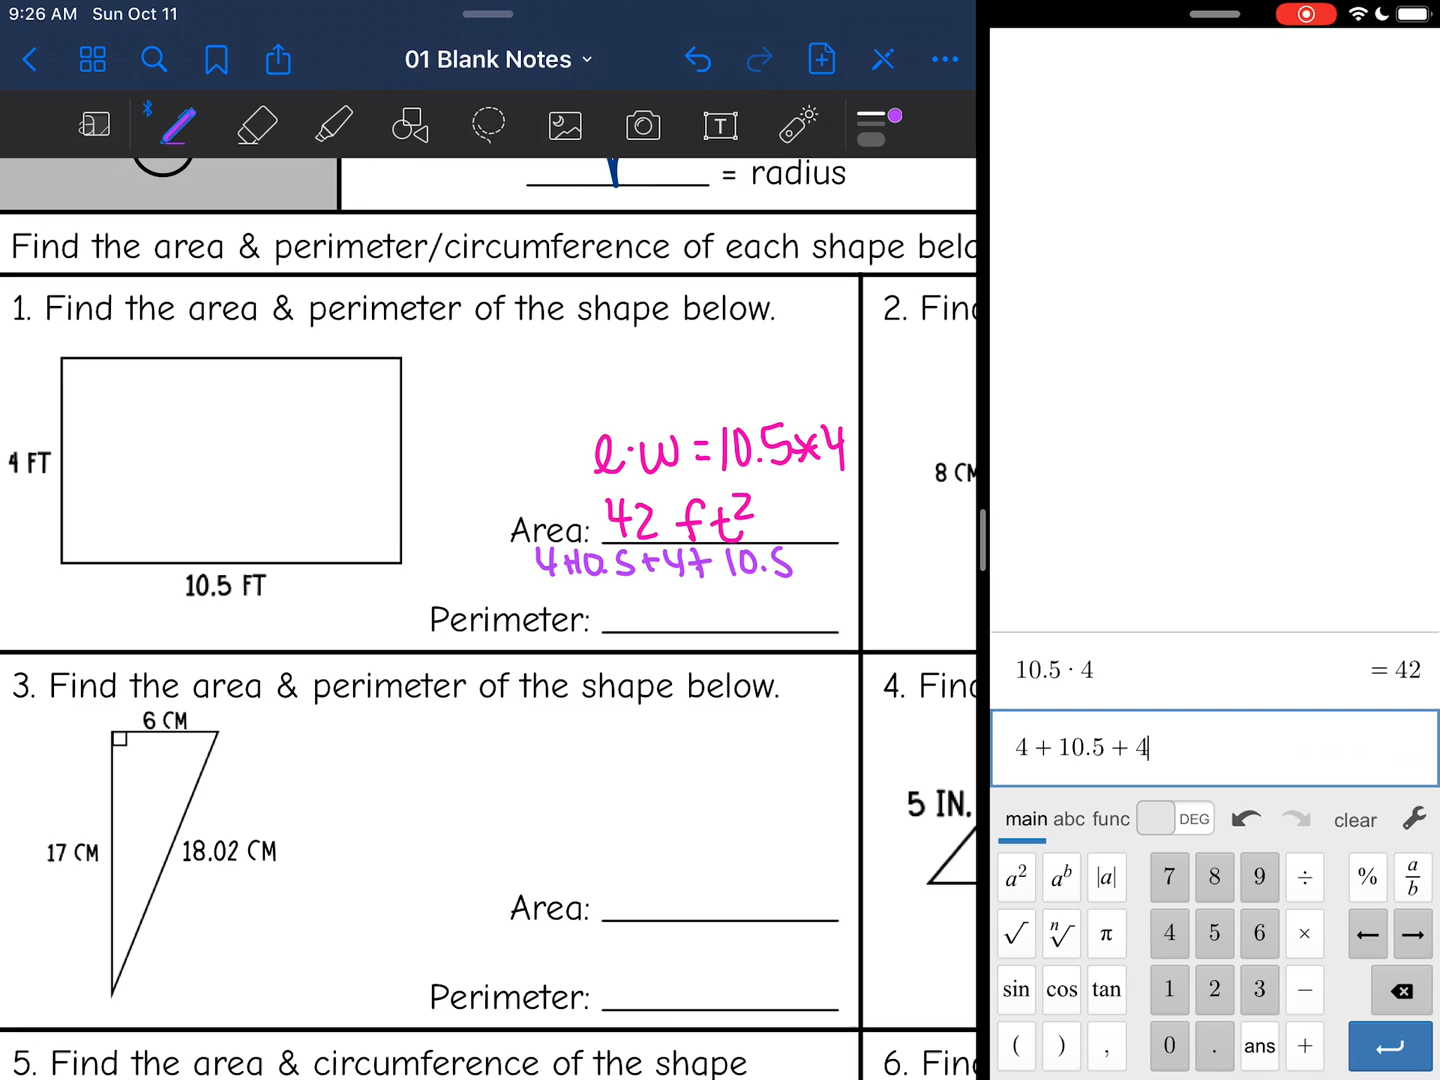 9:26 AM Sun Oct 11
01 Blank Notes
= radius
Find the area & perimeter/circumference of each shape belo
1. Find the area & perimeter of the shape below.
4 FT
10.5 FT
l·w = 10.5×4
Area: 42 ft²
4+10.5+4+10.5
Perimeter:
2. Find
8 CM
3. Find the area & perimeter of the shape below.
6 CM
17 CM
18.02 CM
Area:
Perimeter:
4. Find
5 IN.
5. Find the area & circumference of the shape
6. Find
10.5 · 4 = 42
4 + 10.5 + 4
main abc func DEG clear
a² aᵇ |a| 7 8 9 ÷ % a/b
√ ⁿ√ π 4 5 6 × ← →
sin cos tan 1 2 3 −
( ) , 0 . ans +